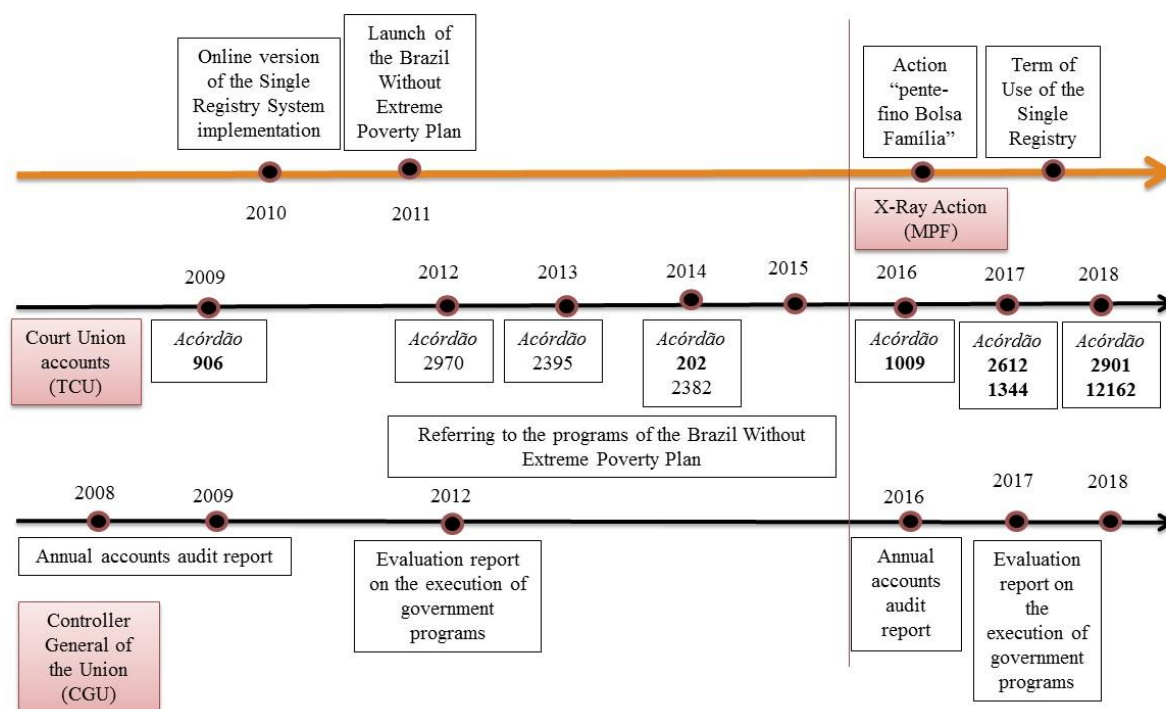 Online version
of the Single
Registry System
implementation
Launch of
the Brazil
Without
Extreme
Poverty Plan
Action
“pente-
fino Bolsa
Família”
Term of
Use of the
Single
Registry
2010
2011
X-Ray Action
(MPF)
2009
2012
2013
2014
2015
2016
2017
2018
Court Union
accounts
(TCU)
Acórdão
906
Acórdão
2970
Acórdão
2395
Acórdão
202
2382
Acórdão
1009
Acórdão
2612
1344
Acórdão
2901
12162
Referring to the programs of the Brazil Without
Extreme Poverty Plan
2008
2009
2012
2016
2017
2018
Annual accounts audit report
Evaluation report
on the execution of
government
programs
Annual
accounts
audit
report
Evaluation
report on
the
execution of
government
programs
Controller
General of
the Union
(CGU)